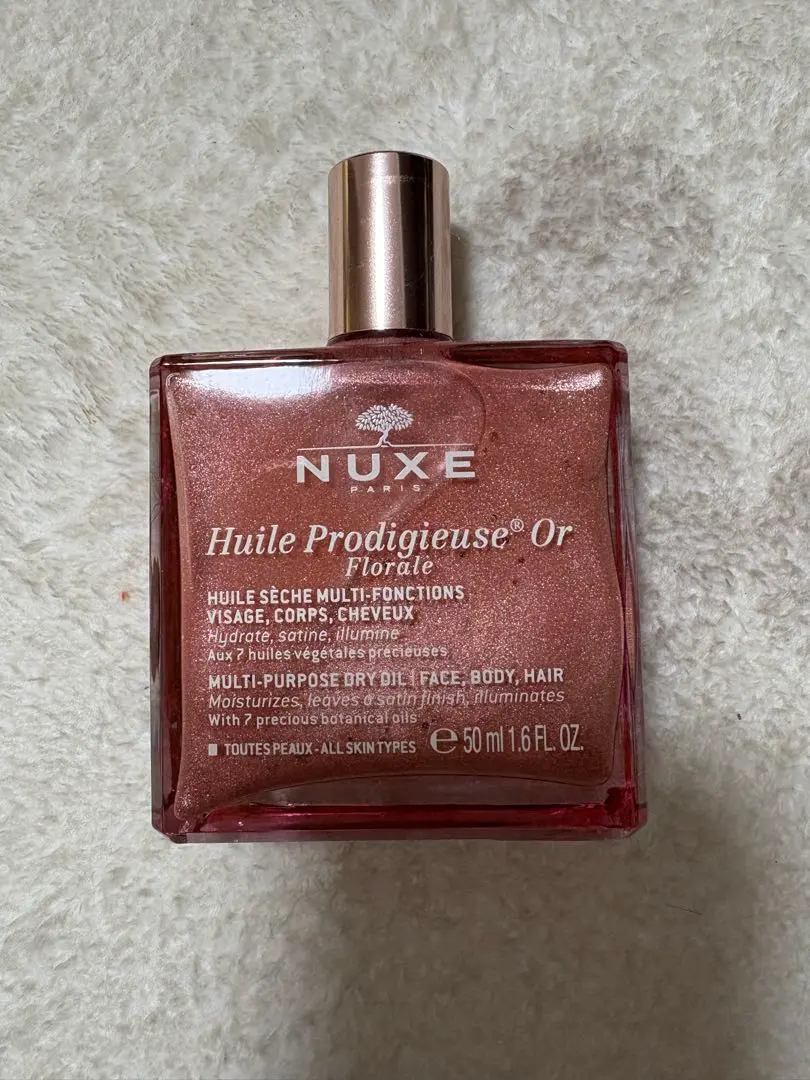 NUXE
PARIS
Huile Prodigieuse® Or
Florale
HUILE SÈCHE MULTI-FONCTIONS
VISAGE, CORPS, CHEVEUX
Hydrate, satine, illumine
Aux 7 huiles végétales précieuses
MULTI-PURPOSE DRY OIL | FACE, BODY, HAIR
Moisturizes, leaves a satin finish, illuminates
With 7 precious botanical oils
TOUTES PEAUX - ALL SKIN TYPES ℮ 50 ml 1.6 FL. OZ.